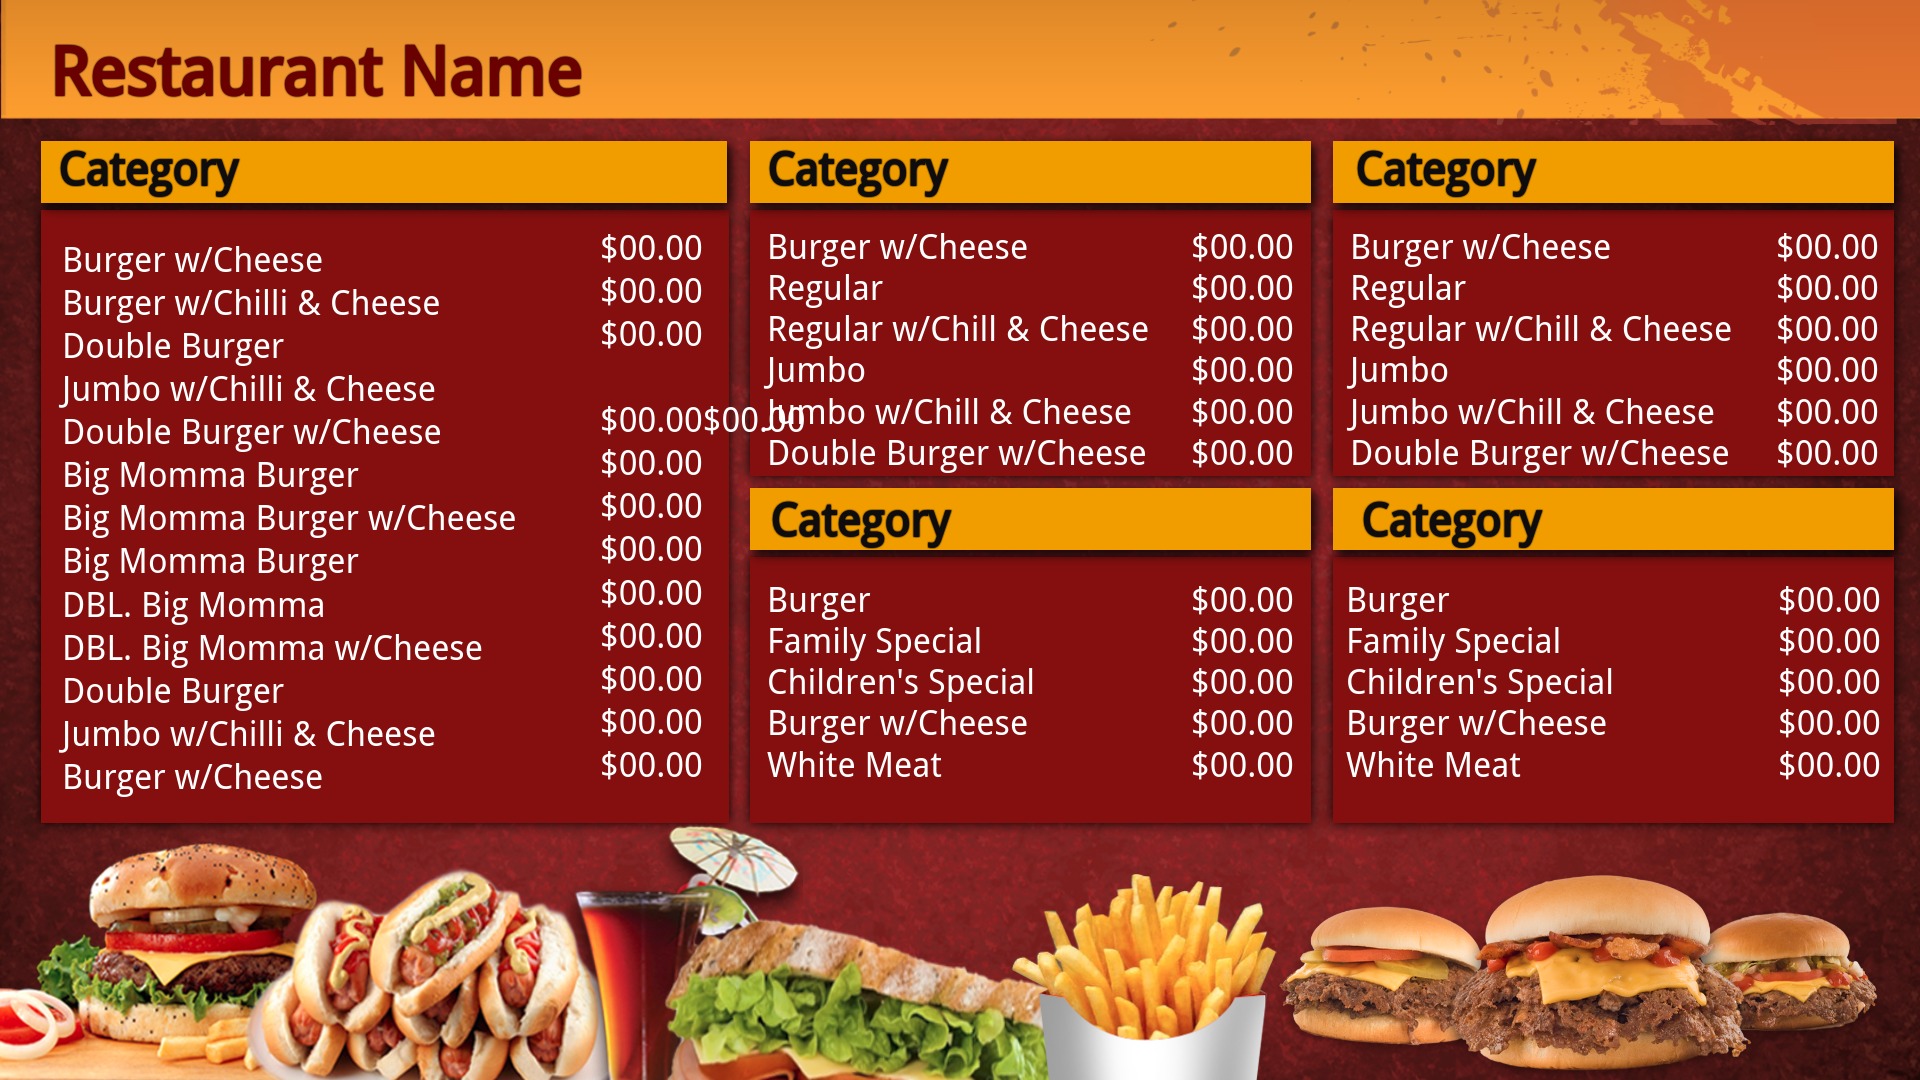 Restaurant Name
Category
Burger w/Cheese $00.00
Burger w/Chilli & Cheese $00.00
Double Burger $00.00
Jumbo w/Chilli & Cheese
Double Burger w/Cheese $00.00$00.00
Big Momma Burger $00.00
Big Momma Burger w/Cheese $00.00
Big Momma Burger $00.00
DBL. Big Momma $00.00
DBL. Big Momma w/Cheese $00.00
Double Burger $00.00
Jumbo w/Chilli & Cheese $00.00
Burger w/Cheese $00.00
Category
Burger w/Cheese $00.00
Regular $00.00
Regular w/Chill & Cheese $00.00
Jumbo $00.00
Jumbo w/Chill & Cheese $00.00
Double Burger w/Cheese $00.00
Category
Burger $00.00
Family Special $00.00
Children's Special $00.00
Burger w/Cheese $00.00
White Meat $00.00
Category
Burger w/Cheese $00.00
Regular $00.00
Regular w/Chill & Cheese $00.00
Jumbo $00.00
Jumbo w/Chill & Cheese $00.00
Double Burger w/Cheese $00.00
Category
Burger $00.00
Family Special $00.00
Children's Special $00.00
Burger w/Cheese $00.00
White Meat $00.00